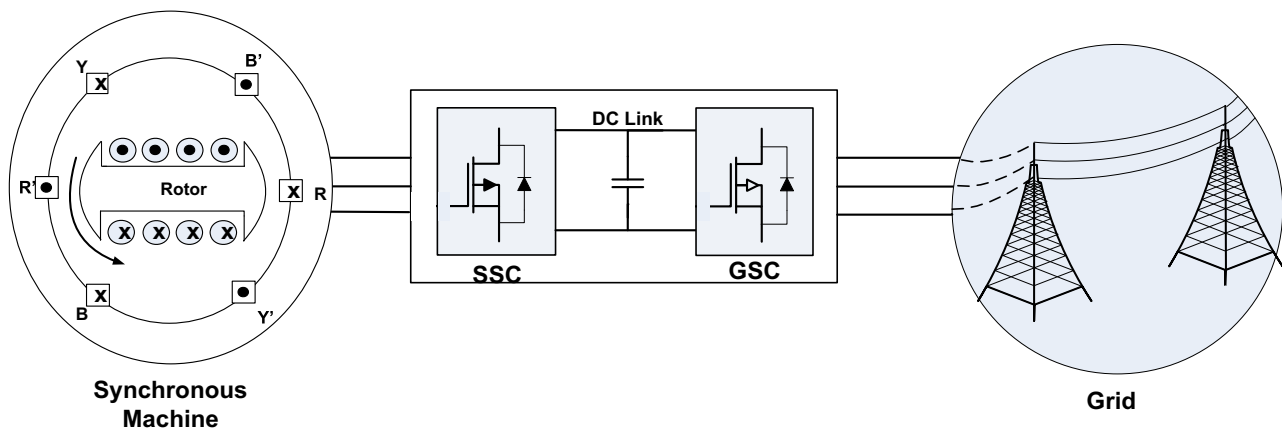 Y
B'
R'
Rotor
X
R
X
X
X
X
X
X
B
Y'
Synchronous
Machine
DC Link
SSC
GSC
Grid